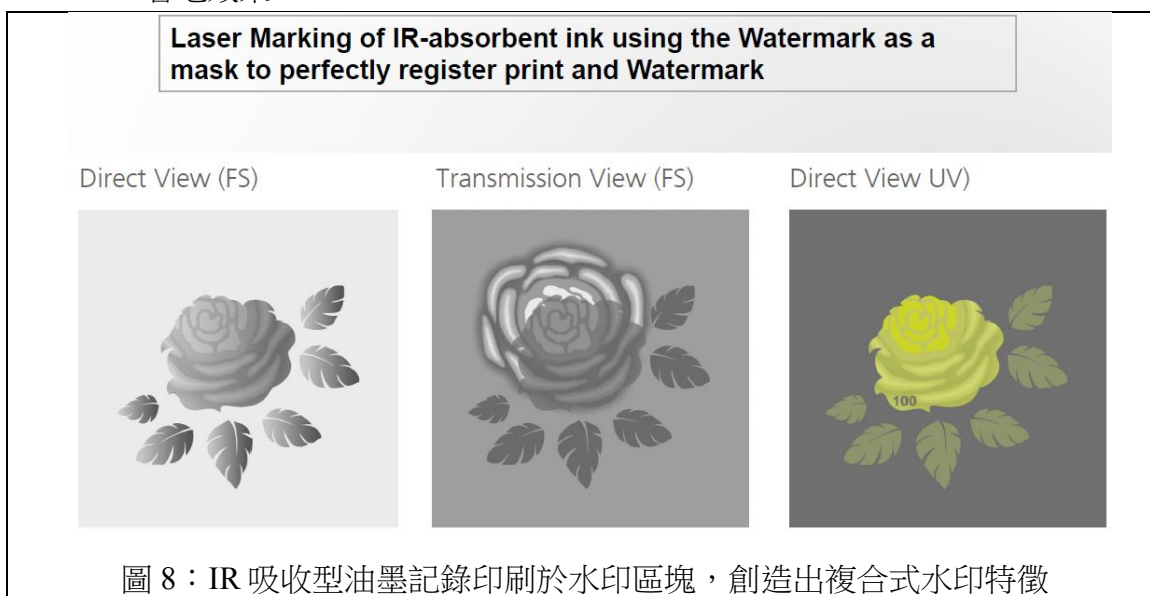 Laser Marking of IR-absorbent ink using the Watermark as a
mask to perfectly register print and Watermark
Direct View (FS)
Transmission View (FS)
Direct View UV)
100
圖 8：IR 吸收型油墨記錄印刷於水印區塊，創造出複合式水印特徵